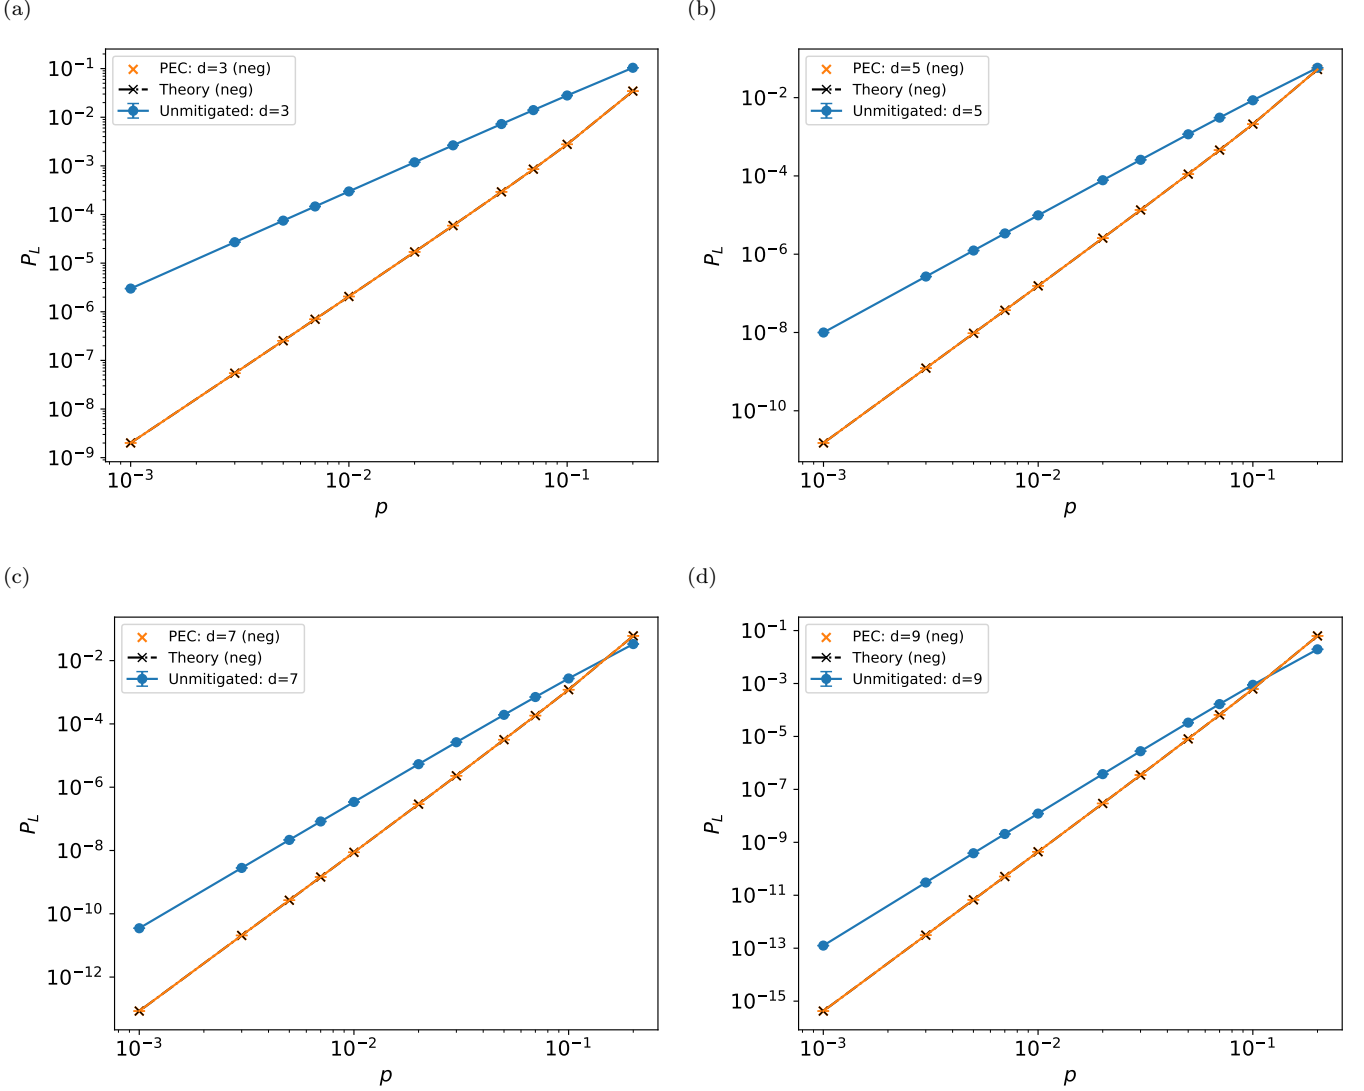 (a)
PEC: d=3 (neg)
Theory (neg)
Unmitigated: d=3
10⁻¹
10⁻²
10⁻³
10⁻⁴
10⁻⁵
10⁻⁶
10⁻⁷
10⁻⁸
10⁻⁹
P_L
10⁻³ 10⁻² 10⁻¹
p
(b)
PEC: d=5 (neg)
Theory (neg)
Unmitigated: d=5
10⁻²
10⁻⁴
10⁻⁶
10⁻⁸
10⁻¹⁰
P_L
10⁻³ 10⁻² 10⁻¹
p
(c)
PEC: d=7 (neg)
Theory (neg)
Unmitigated: d=7
10⁻²
10⁻⁴
10⁻⁶
10⁻⁸
10⁻¹⁰
10⁻¹²
P_L
10⁻³ 10⁻² 10⁻¹
p
(d)
PEC: d=9 (neg)
Theory (neg)
Unmitigated: d=9
10⁻¹
10⁻³
10⁻⁵
10⁻⁷
10⁻⁹
10⁻¹¹
10⁻¹³
10⁻¹⁵
P_L
10⁻³ 10⁻² 10⁻¹
p